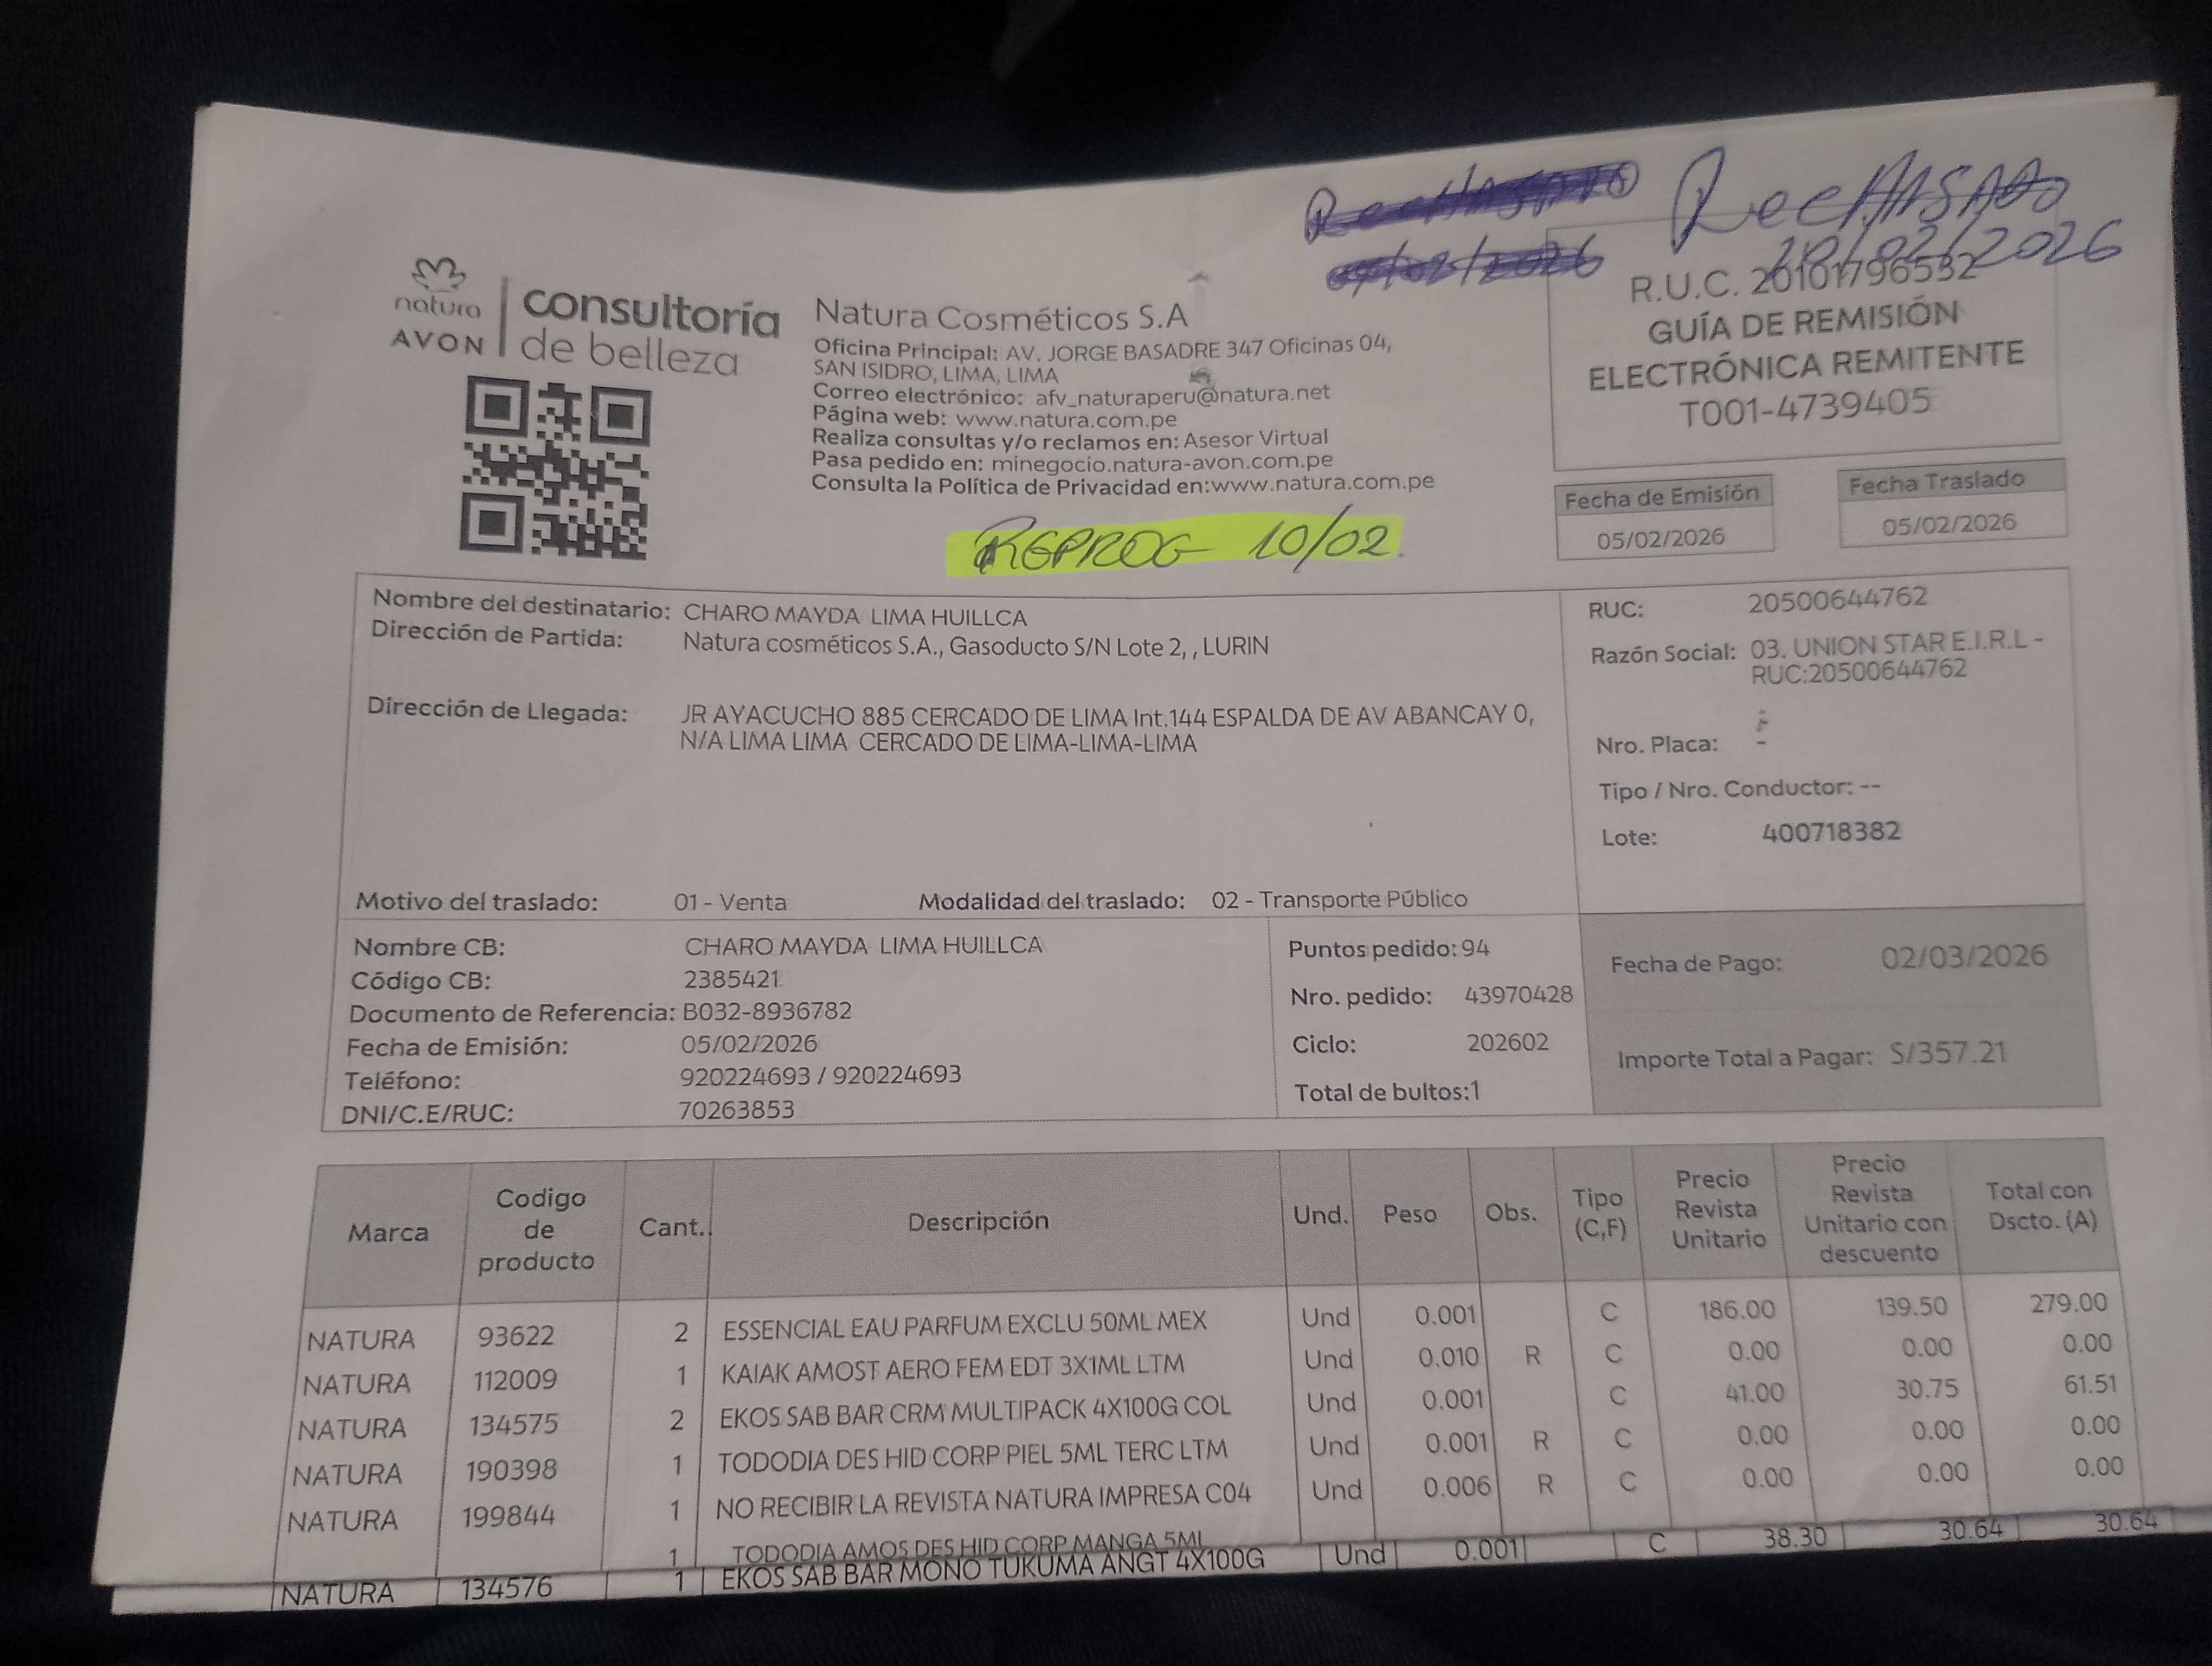 Rechasado Rechasado
07/02/2026 10/02/2026
natura
AVON
consultoría
de belleza
Natura Cosméticos S.A
Oficina Principal: AV. JORGE BASADRE 347 Oficinas 04,
SAN ISIDRO, LIMA, LIMA
Correo electrónico: afv_naturaperu@natura.net
Página web: www.natura.com.pe
Realiza consultas y/o reclamos en: Asesor Virtual
Pasa pedido en: minegocio.natura-avon.com.pe
Consulta la Política de Privacidad en:www.natura.com.pe
R.U.C. 20101796532
GUÍA DE REMISIÓN
ELECTRÓNICA REMITENTE
T001-4739405
Fecha de Emisión
05/02/2026
Fecha Traslado
05/02/2026
REPROG 10/02.
Nombre del destinatario: CHARO MAYDA LIMA HUILLCA
Dirección de Partida: Natura cosméticos S.A., Gasoducto S/N Lote 2, , LURIN
Dirección de Llegada: JR AYACUCHO 885 CERCADO DE LIMA Int.144 ESPALDA DE AV ABANCAY 0,
N/A LIMA LIMA CERCADO DE LIMA-LIMA-LIMA
Motivo del traslado: 01 - Venta Modalidad del traslado: 02 - Transporte Público
RUC: 20500644762
Razón Social: 03. UNION STAR E.I.R.L -
RUC:20500644762
Nro. Placa: -
Tipo / Nro. Conductor: --
Lote: 400718382
Nombre CB: CHARO MAYDA LIMA HUILLCA
Código CB: 2385421
Documento de Referencia: B032-8936782
Fecha de Emisión: 05/02/2026
Teléfono: 920224693 / 920224693
DNI/C.E/RUC: 70263853
Puntos pedido: 94
Nro. pedido: 43970428
Ciclo: 202602
Total de bultos:1
Fecha de Pago: 02/03/2026
Importe Total a Pagar: S/357.21
Marca Codigo de producto Cant. Descripción Und. Peso Obs. Tipo (C,F) Precio Revista Unitario Precio Revista Unitario con descuento Total con Dscto. (A)
NATURA 93622 2 ESSENCIAL EAU PARFUM EXCLU 50ML MEX Und 0.001 C 186.00 139.50 279.00
NATURA 112009 1 KAIAK AMOST AERO FEM EDT 3X1ML LTM Und 0.010 R C 0.00 0.00 0.00
NATURA 134575 2 EKOS SAB BAR CRM MULTIPACK 4X100G COL Und 0.001 C 41.00 30.75 61.51
NATURA 190398 1 TODODIA DES HID CORP PIEL 5ML TERC LTM Und 0.001 R C 0.00 0.00 0.00
NATURA 199844 1 NO RECIBIR LA REVISTA NATURA IMPRESA C04 Und 0.006 R C 0.00 0.00 0.00
1 TODODIA AMOS DES HID CORP MANGA 5ML
NATURA 134576 1 EKOS SAB BAR MONO TUKUMA ANGT 4X100G Und 0.001 C 38.30 30.64 30.64